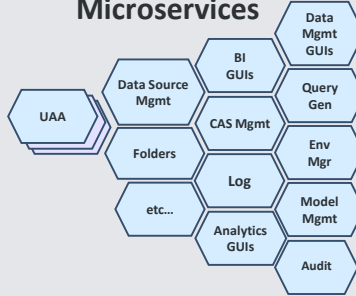 Microservices
UAA
Data Source
Mgmt
Folders
etc...
BI
GUIs
CAS Mgmt
Log
Analytics
GUIs
Data
Mgmt
GUIs
Query
Gen
Env
Mgr
Model
Mgmt
Audit